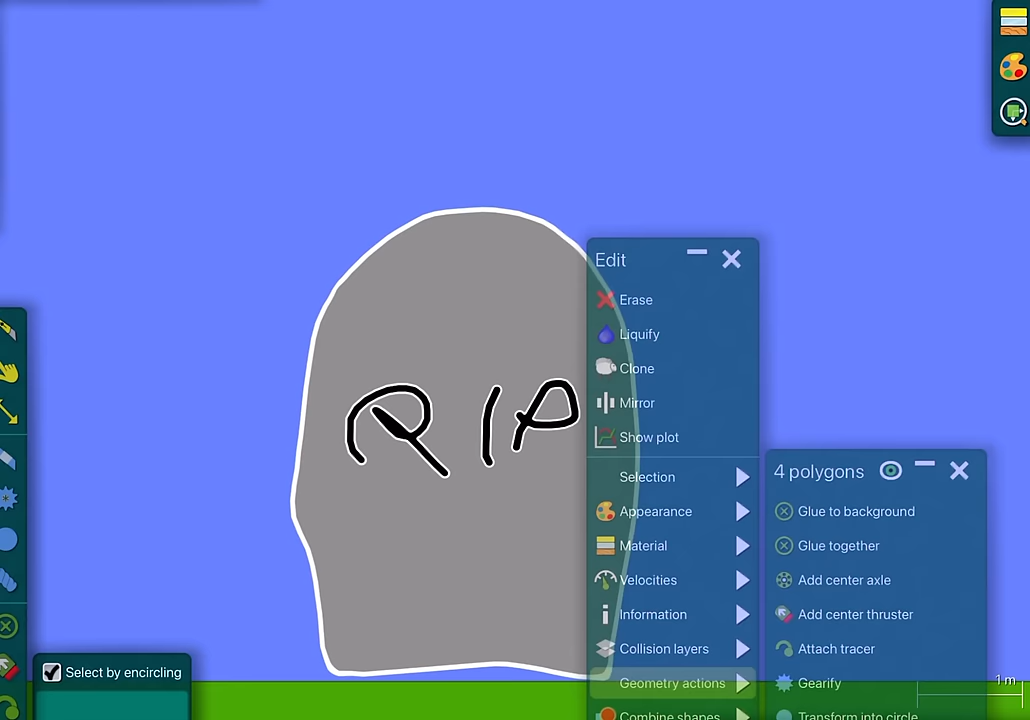 RIP
Edit
Erase
Liquify
Clone
Mirror
Show plot
Selection
Appearance
Material
Velocities
Information
Collision layers
Geometry actions
Combine shapes
4 polygons
Glue to background
Glue together
Add center axle
Add center thruster
Attach tracer
Gearify
Transform into circle
Select by encircling
1 m